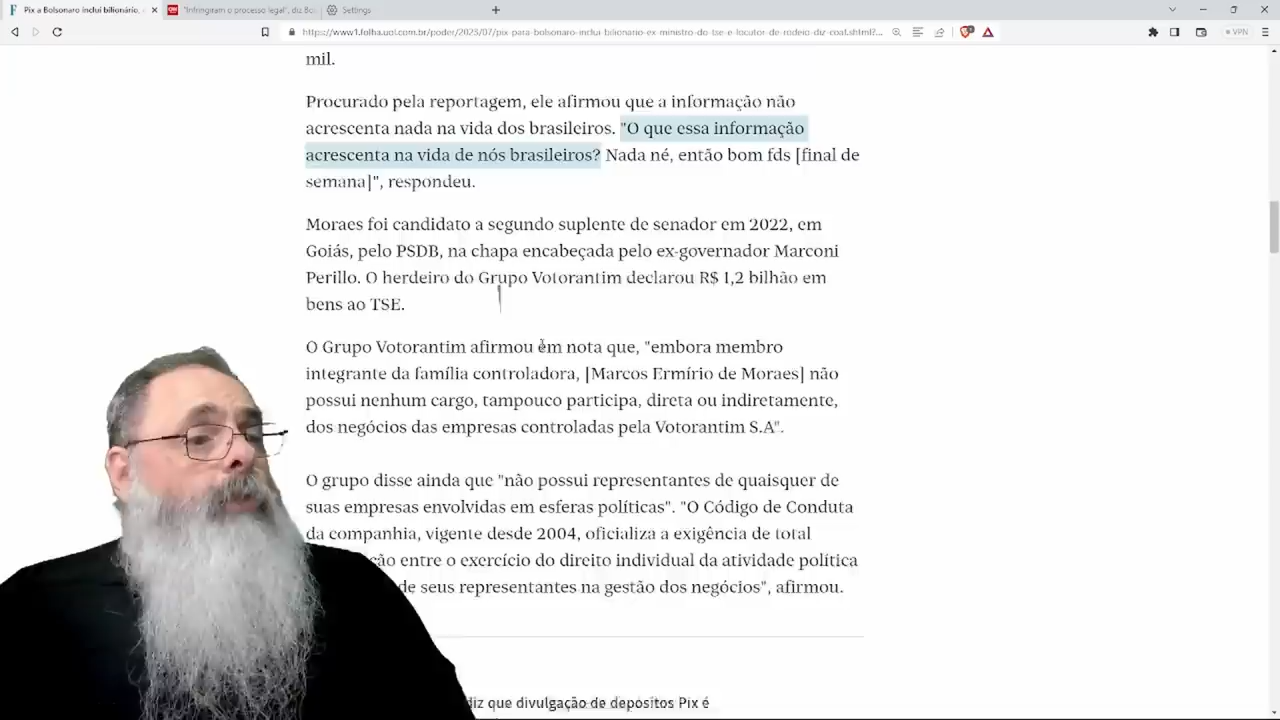 Pix a Bolsonaro inclui bilionário,
"Infringiram o processo legal", diz Bo
Settings
https://www1.folha.uol.com.br/poder/2023/07/pix-para-bolsonaro-inclui-bilionario-ex-ministro-do-tse-e-locutor-de-rodeio-diz-coaf.shtml?...
VPN
mil.
Procurado pela reportagem, ele afirmou que a informação não
acrescenta nada na vida dos brasileiros. "O que essa informação
acrescenta na vida de nós brasileiros? Nada né, então bom fds [final de
semana]", respondeu.
Moraes foi candidato a segundo suplente de senador em 2022, em
Goiás, pelo PSDB, na chapa encabeçada pelo ex-governador Marconi
Perillo. O herdeiro do Grupo Votorantim declarou R$ 1,2 bilhão em
bens ao TSE.
O Grupo Votorantim afirmou em nota que, "embora membro
integrante da família controladora, [Marcos Ermírio de Moraes] não
possui nenhum cargo, tampouco participa, direta ou indiretamente,
dos negócios das empresas controladas pela Votorantim S.A".
O grupo disse ainda que "não possui representantes de quaisquer de
suas empresas envolvidas em esferas políticas". "O Código de Conduta
da companhia, vigente desde 2004, oficializa a exigência de total
ção entre o exercício do direito individual da atividade política
de seus representantes na gestão dos negócios", afirmou.
diz que divulgação de depósitos Pix é